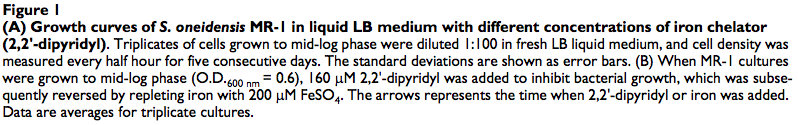 Figure 1
(A) Growth curves of S. oneidensis MR-1 in liquid LB medium with different concentrations of iron chelator
(2,2'-dipyridyl). Triplicates of cells grown to mid-log phase were diluted 1:100 in fresh LB liquid medium, and cell density was
measured every half hour for five consecutive days. The standard deviations are shown as error bars. (B) When MR-1 cultures
were grown to mid-log phase (O.D.600 nm = 0.6), 160 μM 2,2'-dipyridyl was added to inhibit bacterial growth, which was subse-
quently reversed by repleting iron with 200 μM FeSO4. The arrows represents the time when 2,2'-dipyridyl or iron was added.
Data are averages for triplicate cultures.